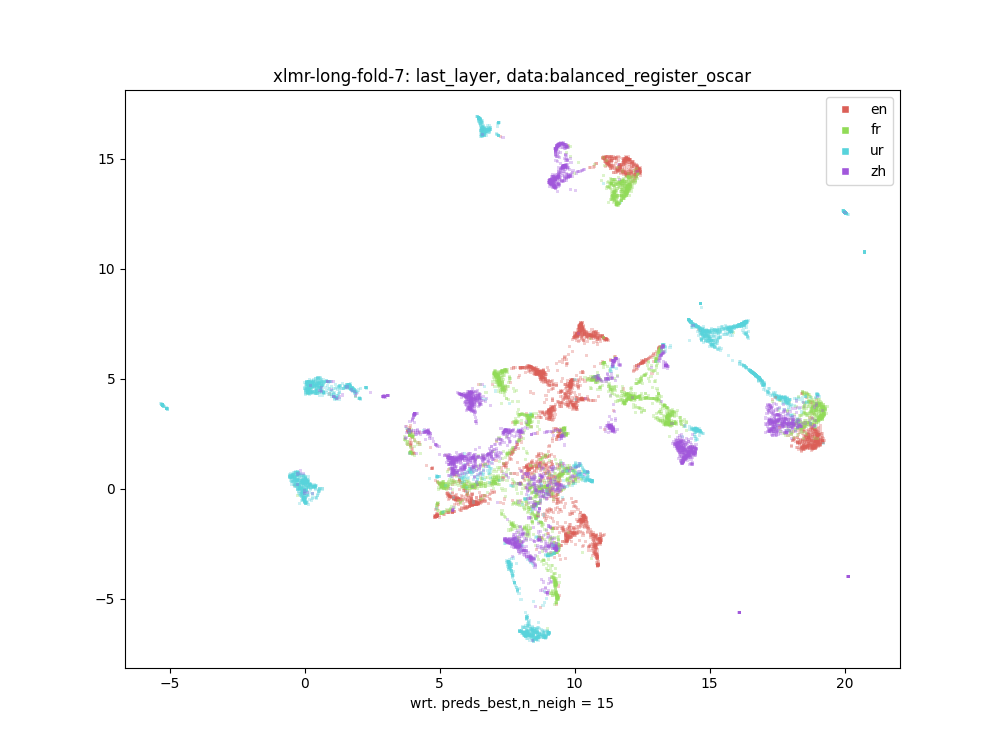 xlmr-long-fold-7: last_layer, data:balanced_register_oscar
en
fr
ur
zh
15
10
5
0
−5
−5
0
5
10
15
20
wrt. preds_best,n_neigh = 15